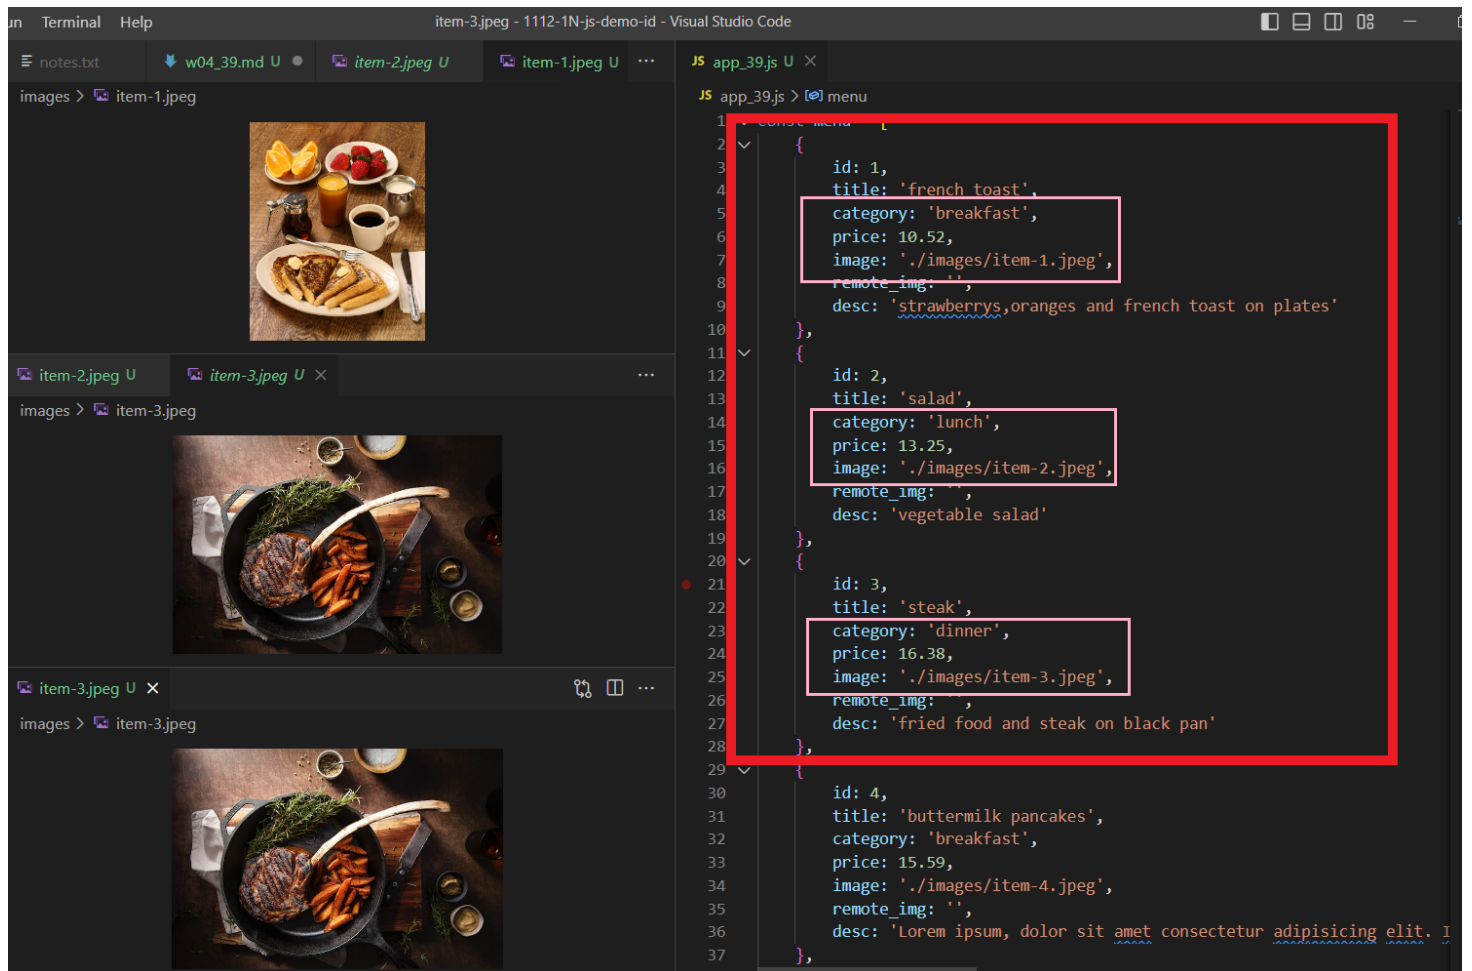 un Terminal Help item-3.jpeg - 1112-1N-js-demo-id - Visual Studio Code
notes.txt w04_39.md U item-2.jpeg U item-1.jpeg U ...
images > item-1.jpeg
item-2.jpeg U item-3.jpeg U
images > item-3.jpeg
item-3.jpeg U
images > item-3.jpeg
JS app_39.js U
JS app_39.js > menu
1 const menu [
2 {
3 id: 1,
4 title: 'french toast',
5 category: 'breakfast',
6 price: 10.52,
7 image: './images/item-1.jpeg',
8 remote_img: '',
9 desc: 'strawberrys,oranges and french toast on plates'
10 },
11 {
12 id: 2,
13 title: 'salad',
14 category: 'lunch',
15 price: 13.25,
16 image: './images/item-2.jpeg',
17 remote_img: '',
18 desc: 'vegetable salad'
19 },
20 {
21 id: 3,
22 title: 'steak',
23 category: 'dinner',
24 price: 16.38,
25 image: './images/item-3.jpeg',
26 remote_img: '',
27 desc: 'fried food and steak on black pan'
28 },
29 {
30 id: 4,
31 title: 'buttermilk pancakes',
32 category: 'breakfast',
33 price: 15.59,
34 image: './images/item-4.jpeg',
35 remote_img: '',
36 desc: 'Lorem ipsum, dolor sit amet consectetur adipisicing elit. I
37 },